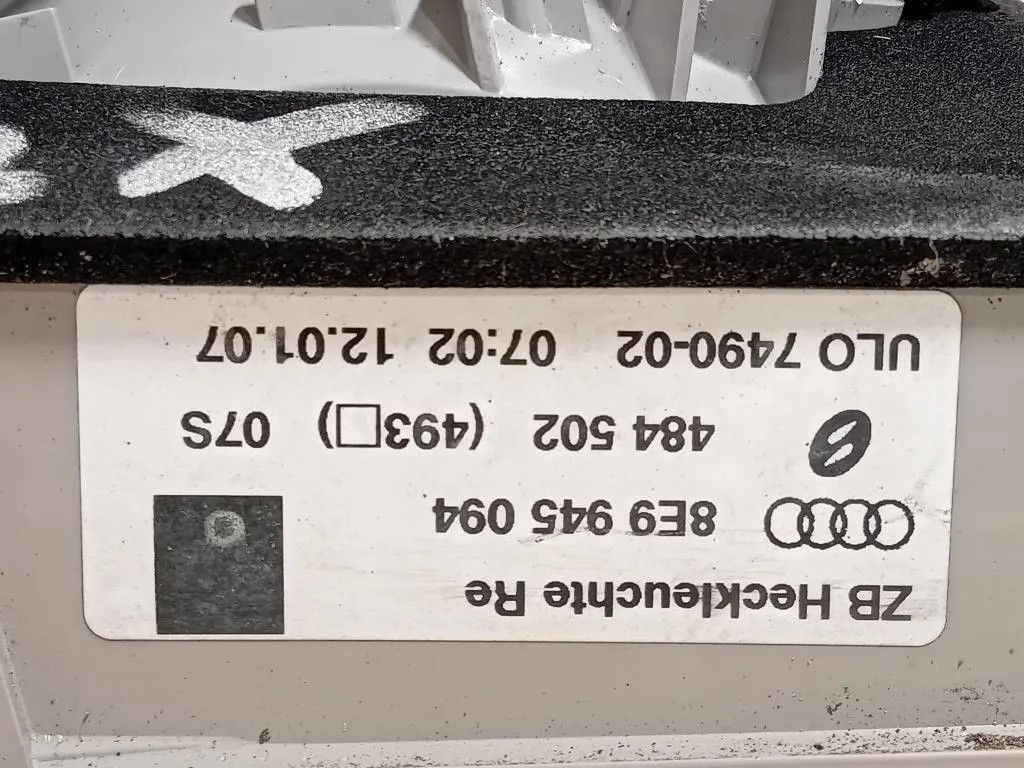 ZB Heckleuchte Re
8E9 945 094
484 502 (493□) 07S
ULO 7490-02 07:02 12.01.07